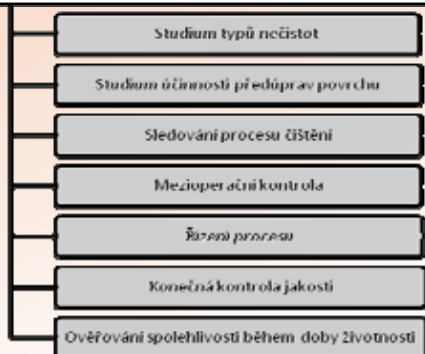 Studium typů nečistot
Studium účinnosti předúprav povrchu
Sledování procesu čištění
Mezioperační kontrola
Řízení procesu
Konečná kontrola jakosti
Ověřování spolehlivosti během doby životnosti